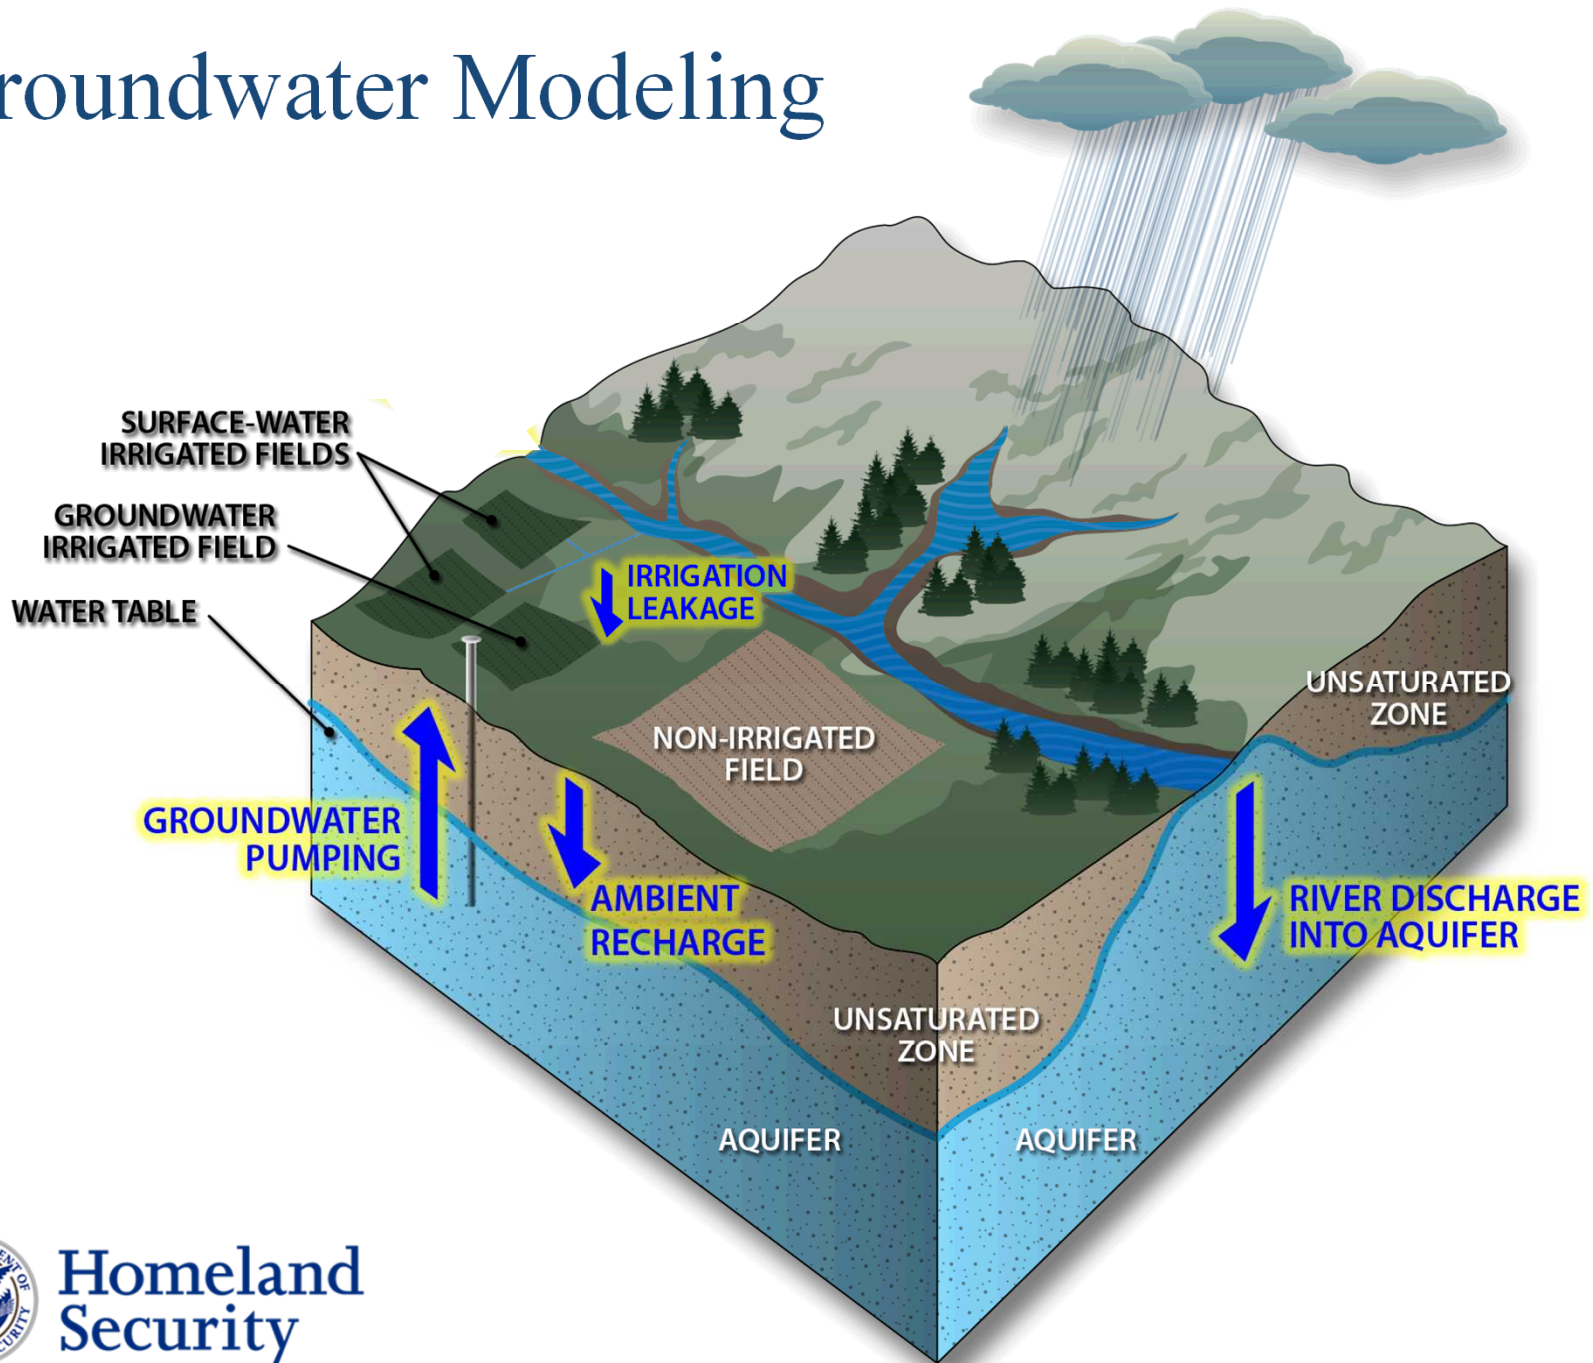 roundwater Modeling
SURFACE-WATER
IRRIGATED FIELDS
GROUNDWATER
IRRIGATED FIELD
WATER TABLE
IRRIGATION
LEAKAGE
UNSATURATED
ZONE
NON-IRRIGATED
FIELD
GROUNDWATER
PUMPING
AMBIENT
RECHARGE
RIVER DISCHARGE
INTO AQUIFER
UNSATURATED
ZONE
AQUIFER
AQUIFER
Homeland
Security